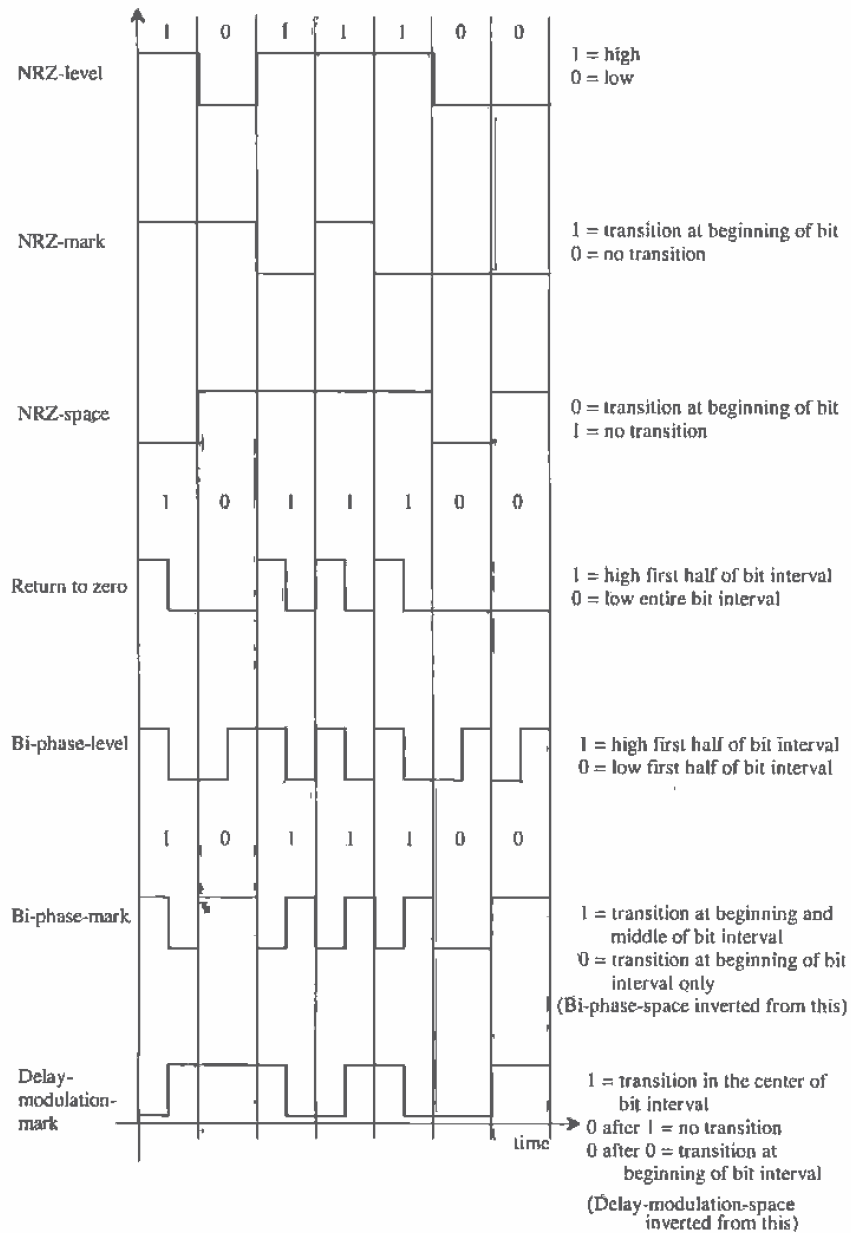 1 0 1 1 1 0 0
NRZ-level
1 = high
0 = low
NRZ-mark
1 = transition at beginning of bit
0 = no transition
NRZ-space
0 = transition at beginning of bit
1 = no transition
1 0 1 1 1 0 0
Return to zero
1 = high first half of bit interval
0 = low entire bit interval
Bi-phase-level
1 = high first half of bit interval
0 = low first half of bit interval
1 0 1 1 1 0 0
Bi-phase-mark
1 = transition at beginning and
middle of bit interval
0 = transition at beginning of bit
interval only
(Bi-phase-space inverted from this)
Delay-
modulation-
mark
1 = transition in the center of
bit interval
0 after 1 = no transition
0 after 0 = transition at
beginning of bit interval
(Delay-modulation-space
inverted from this)
time